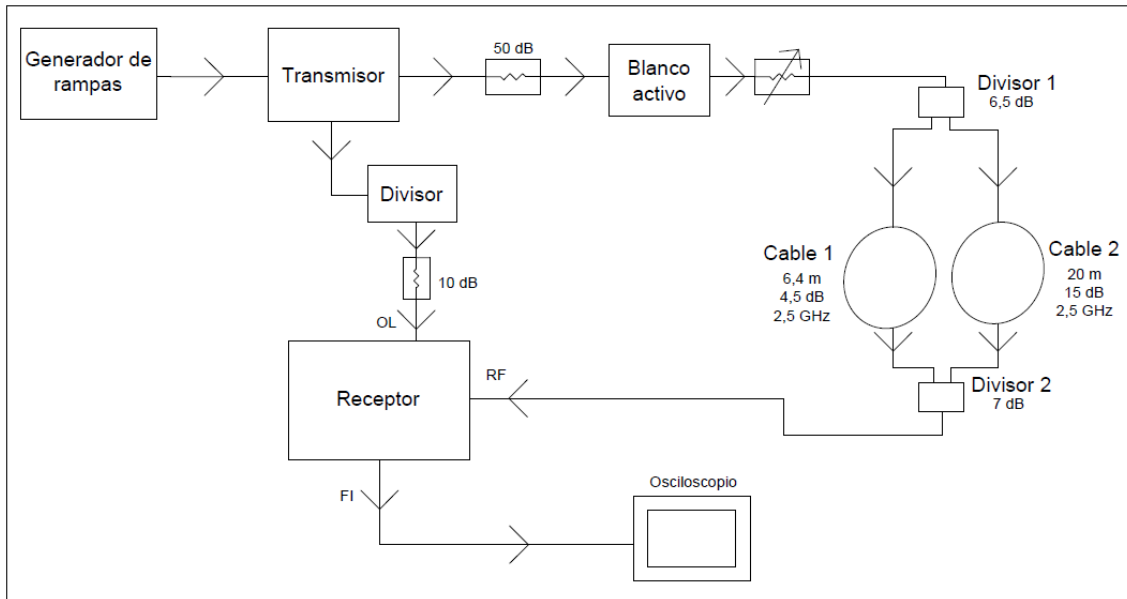 Generador de
rampas
Transmisor
50 dB
Blanco
activo
Divisor 1
6,5 dB
Divisor
10 dB
OL
Cable 1
6,4 m
4,5 dB
2,5 GHz
Cable 2
20 m
15 dB
2,5 GHz
Divisor 2
7 dB
RF
Receptor
FI
Osciloscopio